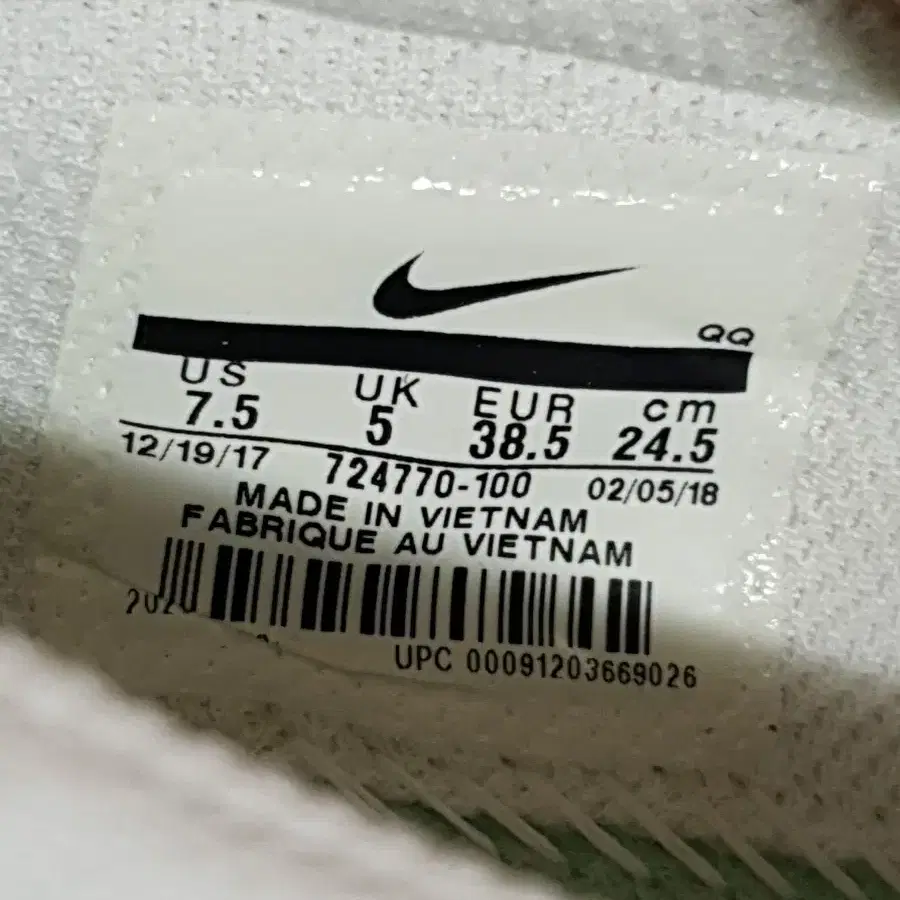 QQ
US UK EUR cm
7.5 5 38.5 24.5
12/19/17 724770-100 02/05/18
MADE IN VIETNAM
FABRIQUE AU VIETNAM
UPC 00091203669026